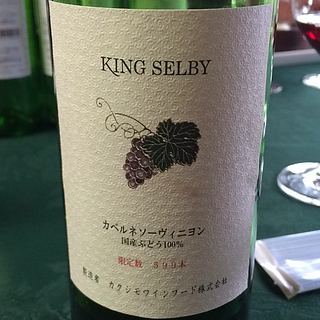 KING SELBY
カベルネソーヴィニヨン
国産ぶどう100%
限定数 599本
製造者 カクシモワインフード株式会社